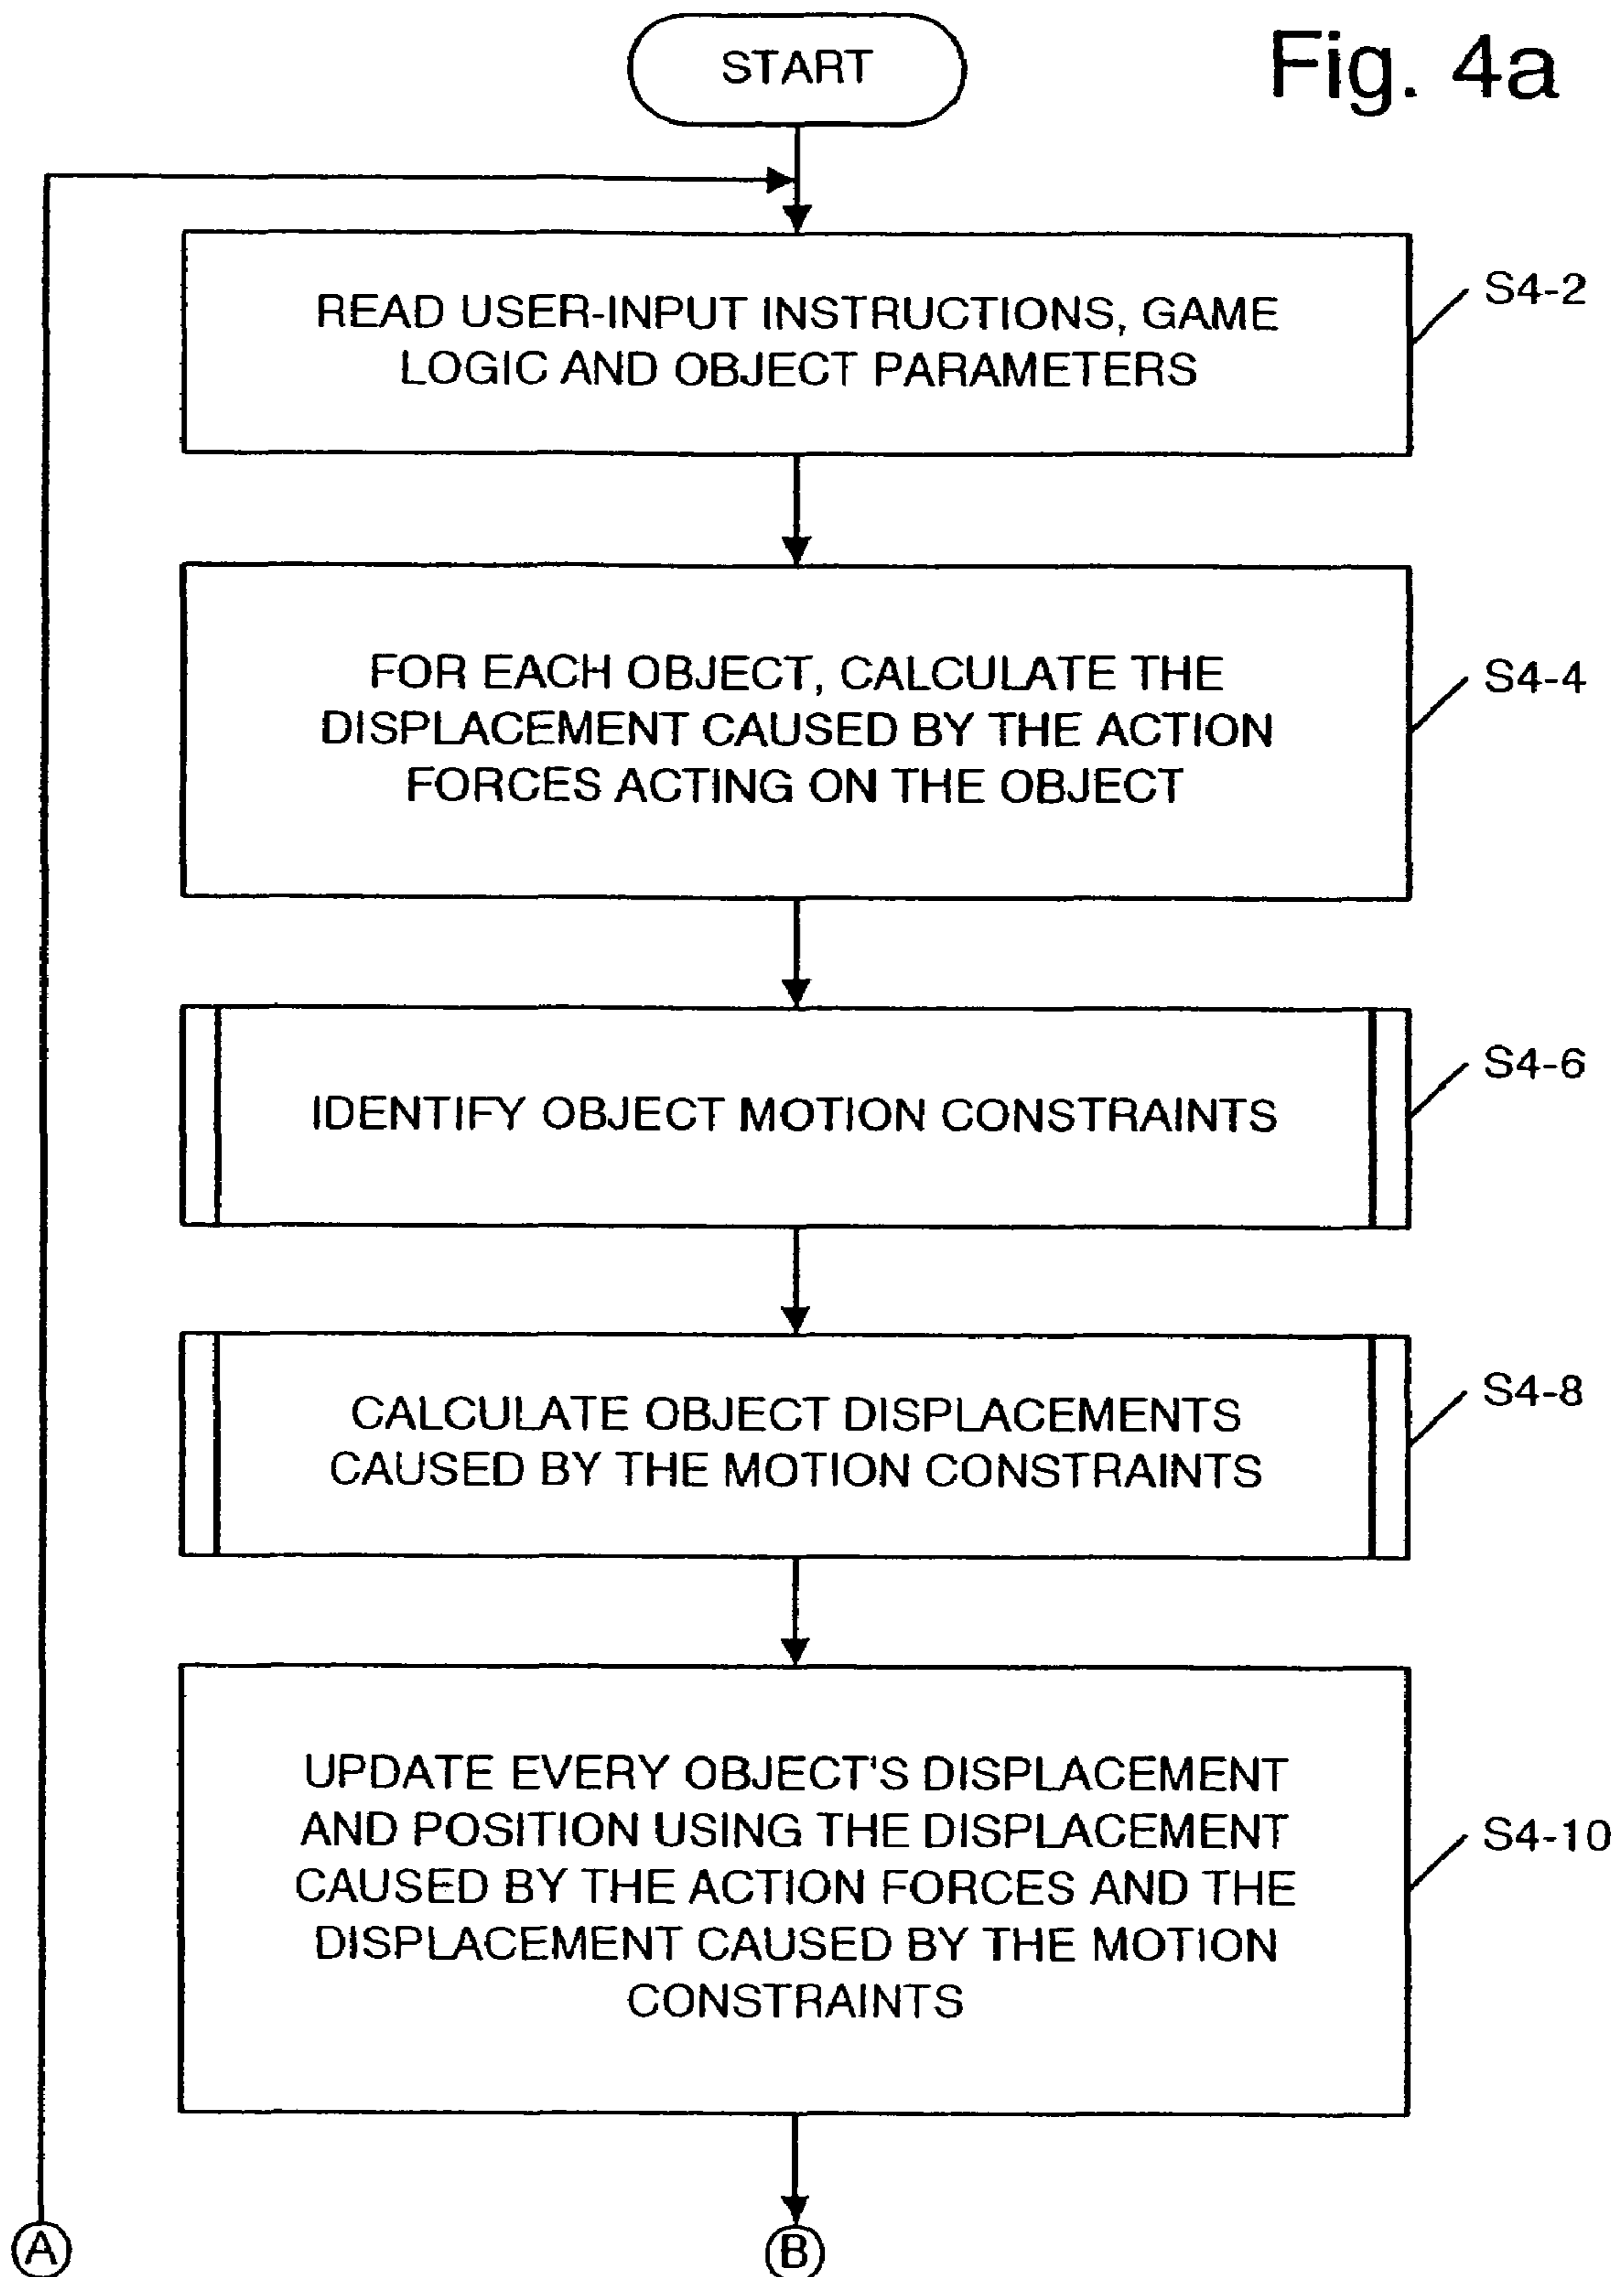 START
Fig. 4a
READ USER-INPUT INSTRUCTIONS, GAME
LOGIC AND OBJECT PARAMETERS
S4-2
FOR EACH OBJECT, CALCULATE THE
DISPLACEMENT CAUSED BY THE ACTION
FORCES ACTING ON THE OBJECT
S4-4
IDENTIFY OBJECT MOTION CONSTRAINTS
S4-6
CALCULATE OBJECT DISPLACEMENTS
CAUSED BY THE MOTION CONSTRAINTS
S4-8
UPDATE EVERY OBJECT'S DISPLACEMENT
AND POSITION USING THE DISPLACEMENT
CAUSED BY THE ACTION FORCES AND THE
DISPLACEMENT CAUSED BY THE MOTION
CONSTRAINTS
S4-10
A
B